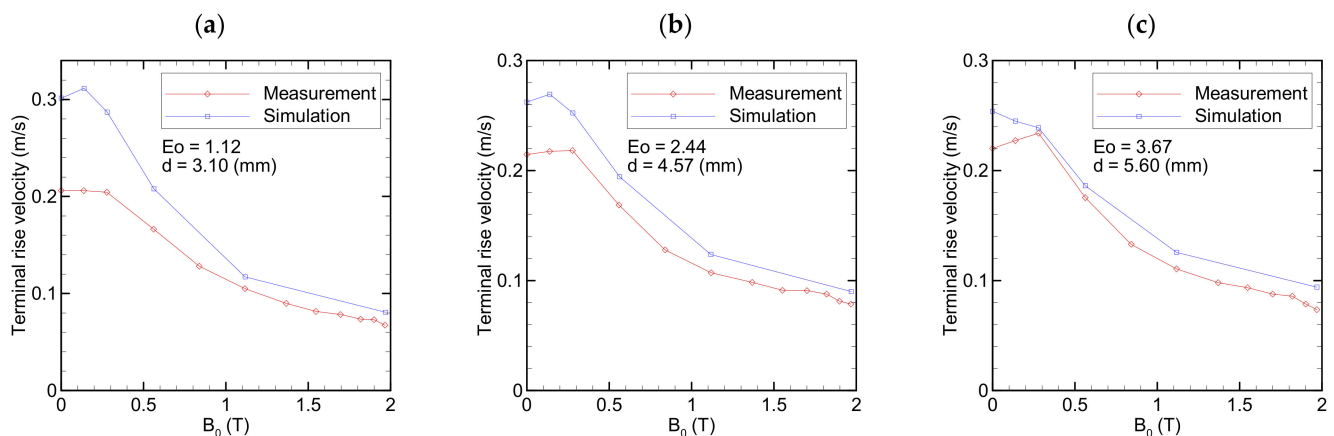 (a)
Terminal rise velocity (m/s)
0.3
0.2
0.1
0
Measurement
Simulation
Eo = 1.12
d = 3.10 (mm)
0 0.5 1 1.5 2
B₀ (T)
(b)
Terminal rise velocity (m/s)
0.3
0.2
0.1
0
Measurement
Simulation
Eo = 2.44
d = 4.57 (mm)
0 0.5 1 1.5 2
B₀ (T)
(c)
Terminal rise velocity (m/s)
0.3
0.2
0.1
0
Measurement
Simulation
Eo = 3.67
d = 5.60 (mm)
0 0.5 1 1.5 2
B₀ (T)